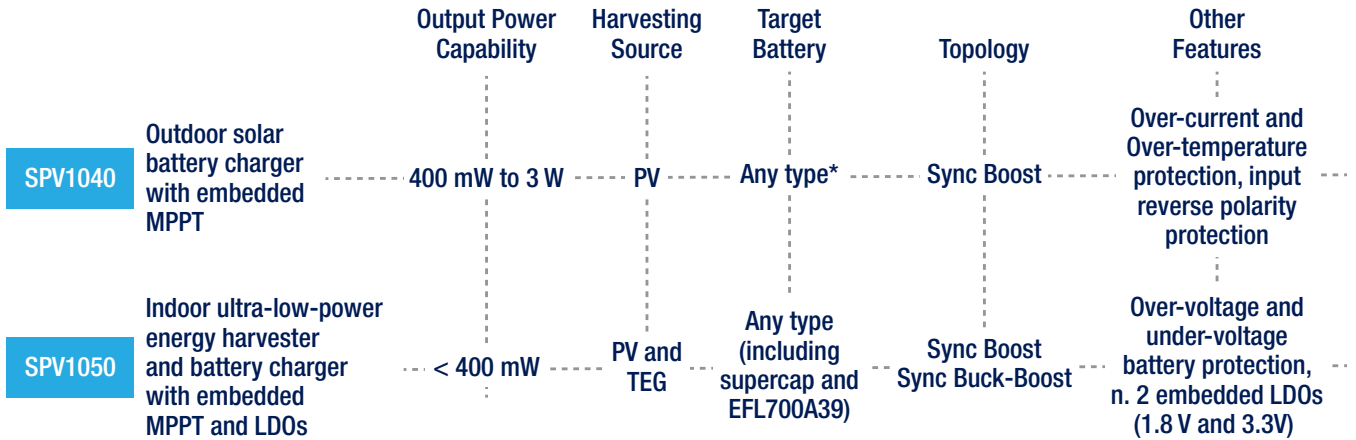 Output Power
Capability
Harvesting
Source
Target
Battery
Topology
Other
Features
SPV1040
Outdoor solar
battery charger
with embedded
MPPT
400 mW to 3 W
PV
Any type*
Sync Boost
Over-current and
Over-temperature
protection, input
reverse polarity
protection
SPV1050
Indoor ultra-low-power
energy harvester
and battery charger
with embedded
MPPT and LDOs
< 400 mW
PV and
TEG
Any type
(including
supercap and
EFL700A39)
Sync Boost
Sync Buck-Boost
Over-voltage and
under-voltage
battery protection,
n. 2 embedded LDOs
(1.8 V and 3.3V)